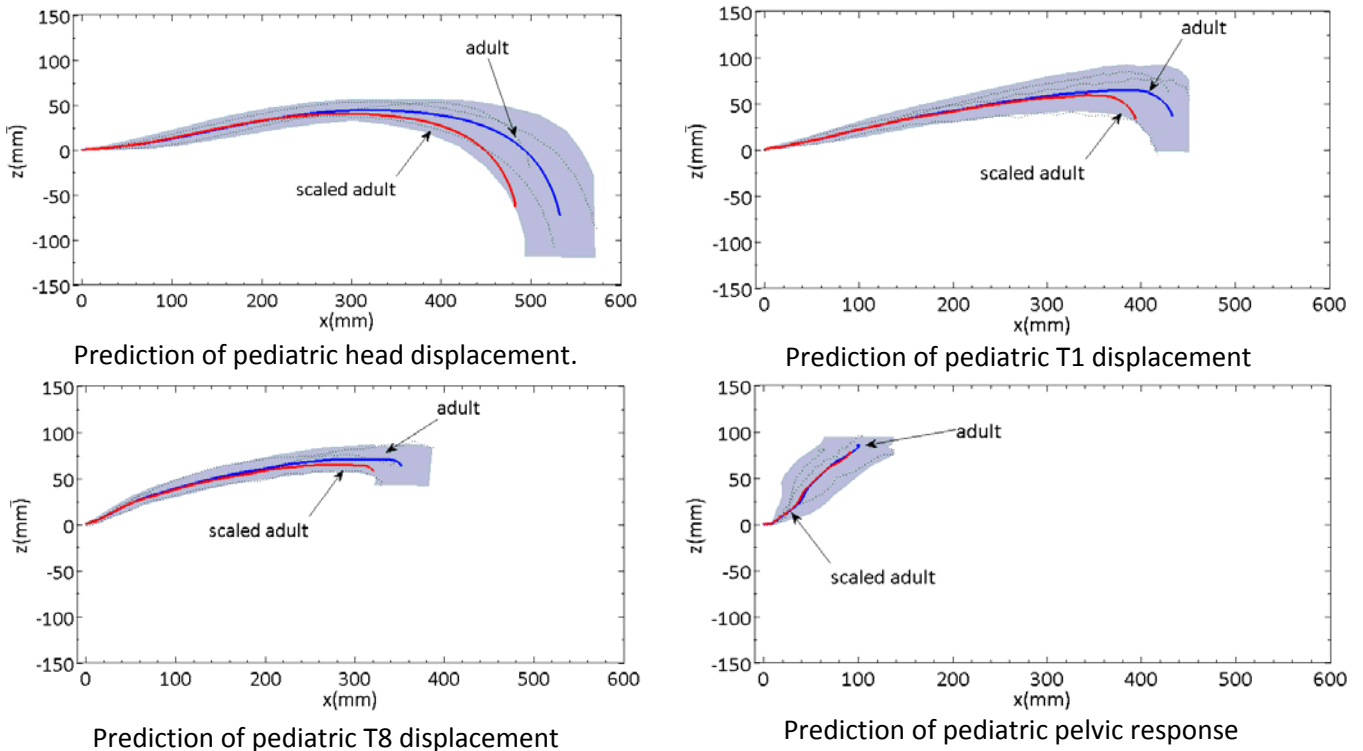 150
100
50
0
-50
-100
-150
z(mm)
adult
scaled adult
0 100 200 300 400 500 600
x(mm)
Prediction of pediatric head displacement.
150
100
50
0
-50
-100
-150
z(mm)
adult
scaled adult
0 100 200 300 400 500 600
x(mm)
Prediction of pediatric T1 displacement
150
100
50
0
-50
-100
-150
z(mm)
adult
scaled adult
0 100 200 300 400 500 600
x(mm)
Prediction of pediatric T8 displacement
150
100
50
0
-50
-100
-150
z(mm)
adult
scaled adult
0 100 200 300 400 500 600
x(mm)
Prediction of pediatric pelvic response